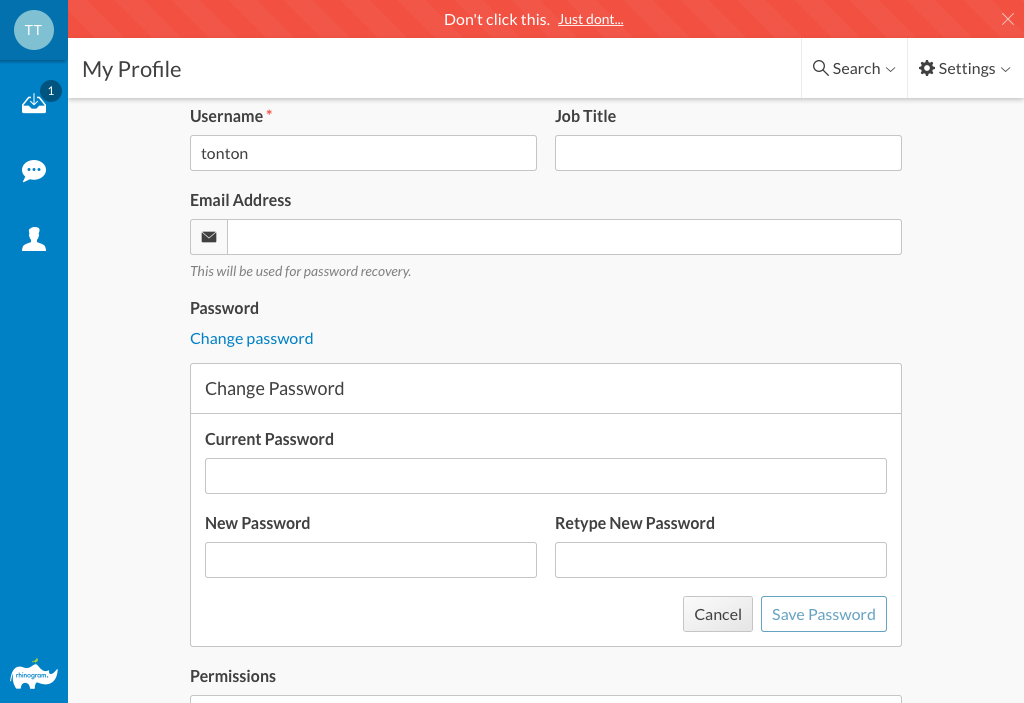 TT
Don't click this. Just dont...
1
My Profile
Search
Settings
Username *
Job Title
tonton
Email Address
This will be used for password recovery.
Password
Change password
Change Password
Current Password
New Password
Retype New Password
Cancel
Save Password
Permissions
rhinogram.